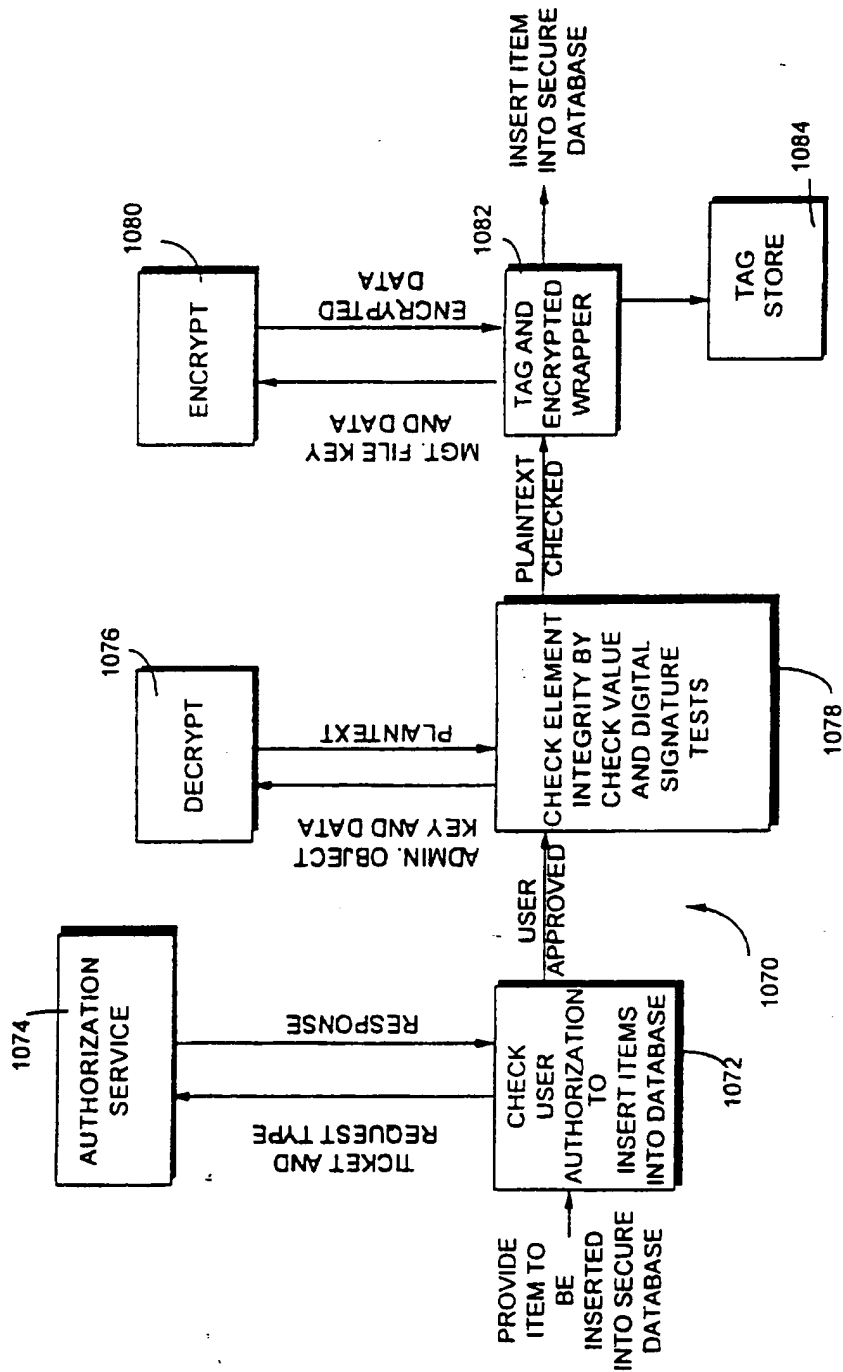 PROVIDE
ITEM TO
BE
INSERTED
INTO SECURE
DATABASE
1074
AUTHORIZATION
SERVICE
TICKET AND
REQUEST TYPE
RESPONSE
CHECK
USER
AUTHORIZATION
TO
INSERT ITEMS
INTO DATABASE
1072
USER
APPROVED
1070
1076
DECRYPT
ADMIN. OBJECT
KEY AND DATA
PLAINTEXT
CHECK ELEMENT
INTEGRITY BY
CHECK VALUE
AND DIGITAL
SIGNATURE
TESTS
1078
PLAINTEXT
CHECKED
1080
ENCRYPT
MGT. FILE KEY
AND DATA
ENCRYPTED
DATA
1082
TAG AND
ENCRYPTED
WRAPPER
INSERT ITEM
INTO SECURE
DATABASE
TAG
STORE
1084